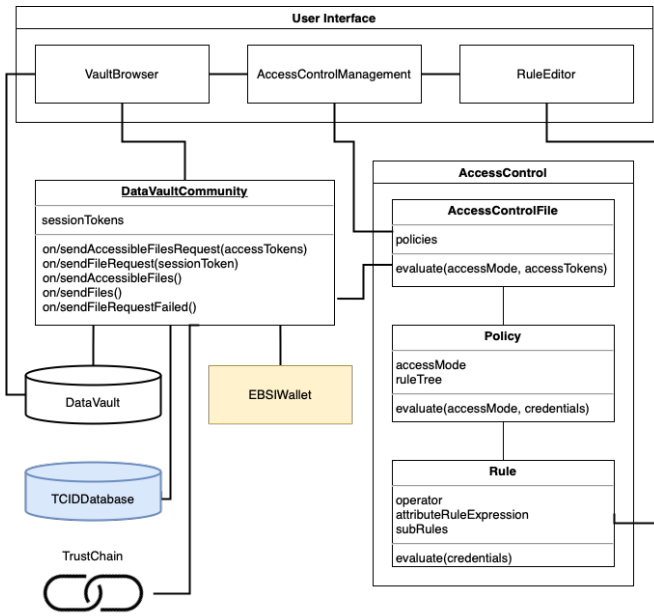 User Interface
VaultBrowser
AccessControlManagement
RuleEditor
DataVaultCommunity
sessionTokens
on/sendAccessibleFilesRequest(accessTokens)
on/sendFileRequest(sessionToken)
on/sendAccessibleFiles()
on/sendFiles()
on/sendFileRequestFailed()
AccessControl
AccessControlFile
policies
evaluate(accessMode, accessTokens)
Policy
accessMode
ruleTree
evaluate(accessMode, credentials)
Rule
operator
attributeRuleExpression
subRules
evaluate(credentials)
DataVault
EBSIWallet
TCIDDatabase
TrustChain